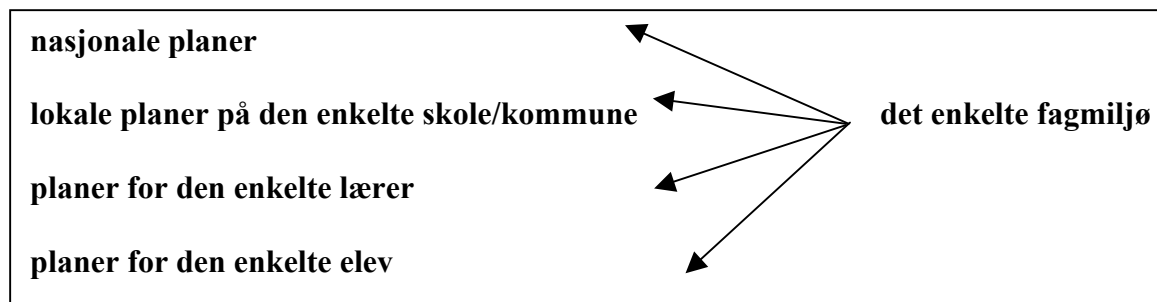 nasjonale planer
lokale planer på den enkelte skole/kommune det enkelte fagmiljø
planer for den enkelte lærer
planer for den enkelte elev